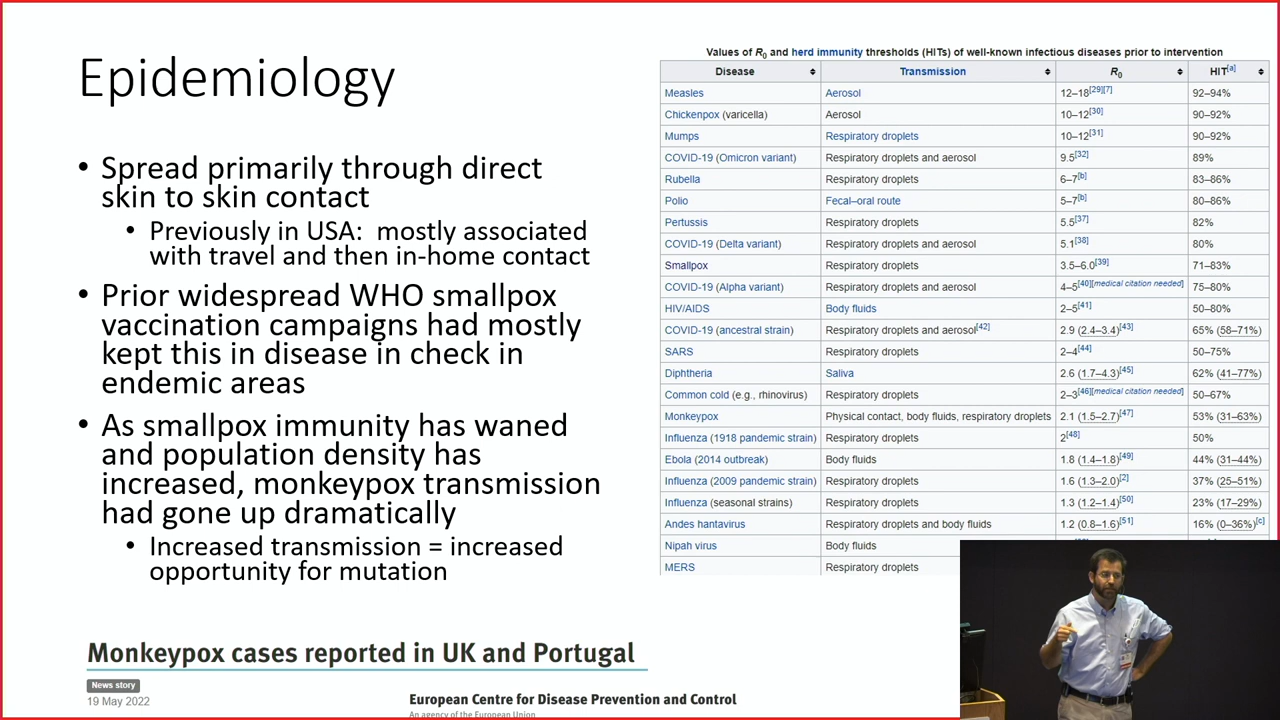 Epidemiology
• Spread primarily through direct
skin to skin contact
• Previously in USA: mostly associated
with travel and then in-home contact
• Prior widespread WHO smallpox
vaccination campaigns had mostly
kept this in disease in check in
endemic areas
• As smallpox immunity has waned
and population density has
increased, monkeypox transmission
had gone up dramatically
• Increased transmission = increased
opportunity for mutation
Monkeypox cases reported in UK and Portugal
News story
19 May 2022
European Centre for Disease Prevention and Control
An agency of the European Union
Values of R0 and herd immunity thresholds (HITs) of well-known infectious diseases prior to intervention
Disease Transmission R0 HIT[a]
Measles Aerosol 12–18[29][7] 92–94%
Chickenpox (varicella) Aerosol 10–12[30] 90–92%
Mumps Respiratory droplets 10–12[31] 90–92%
COVID-19 (Omicron variant) Respiratory droplets and aerosol 9.5[32] 89%
Rubella Respiratory droplets 6–7[b] 83–86%
Polio Fecal–oral route 5–7[b] 80–86%
Pertussis Respiratory droplets 5.5[37] 82%
COVID-19 (Delta variant) Respiratory droplets and aerosol 5.1[38] 80%
Smallpox Respiratory droplets 3.5–6.0[39] 71–83%
COVID-19 (Alpha variant) Respiratory droplets and aerosol 4–5[40][medical citation needed] 75–80%
HIV/AIDS Body fluids 2–5[41] 50–80%
COVID-19 (ancestral strain) Respiratory droplets and aerosol[42] 2.9 (2.4–3.4)[43] 65% (58–71%)
SARS Respiratory droplets 2–4[44] 50–75%
Diphtheria Saliva 2.6 (1.7–4.3)[45] 62% (41–77%)
Common cold (e.g., rhinovirus) Respiratory droplets 2–3[46][medical citation needed] 50–67%
Monkeypox Physical contact, body fluids, respiratory droplets 2.1 (1.5–2.7)[47] 53% (31–63%)
Influenza (1918 pandemic strain) Respiratory droplets 2[48] 50%
Ebola (2014 outbreak) Body fluids 1.8 (1.4–1.8)[49] 44% (31–44%)
Influenza (2009 pandemic strain) Respiratory droplets 1.6 (1.3–2.0)[2] 37% (25–51%)
Influenza (seasonal strains) Respiratory droplets 1.3 (1.2–1.4)[50] 23% (17–29%)
Andes hantavirus Respiratory droplets and body fluids 1.2 (0.8–1.6)[51] 16% (0–36%)[c]
Nipah virus Body fluids
MERS Respiratory droplets